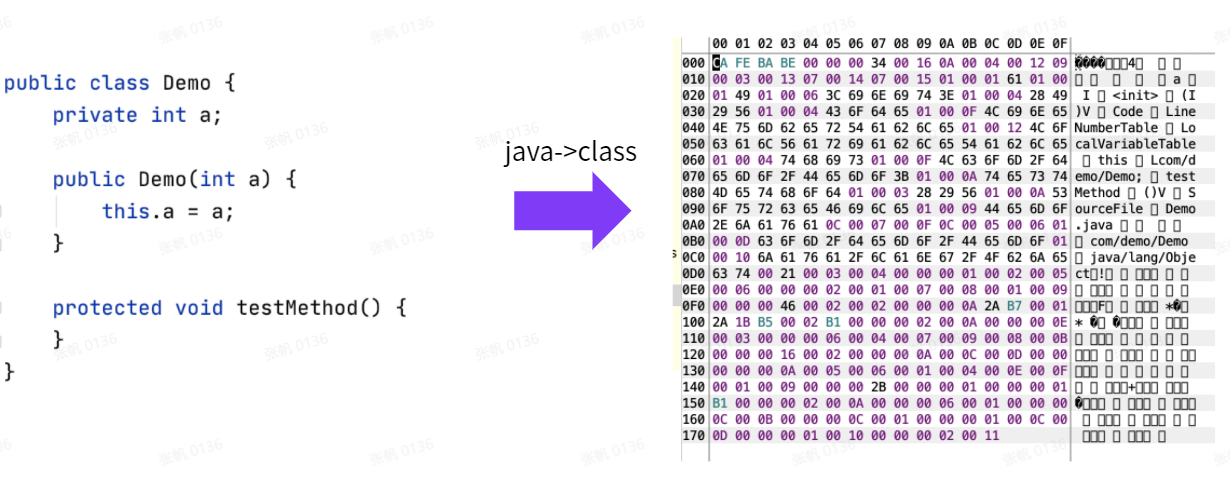 public class Demo {
private int a;
public Demo(int a) {
this.a = a;
}
protected void testMethod() {
}
}
java->class
00 01 02 03 04 05 06 07 08 09 0A 0B 0C 0D 0E 0F
000 CA FE BA BE 00 00 00 34 00 16 0A 00 04 00 12 09 4
010 00 03 00 13 07 00 14 07 00 15 01 00 01 61 01 00 a
020 01 49 01 00 06 3C 69 6E 69 74 3E 01 00 04 28 49 I <init> (I
030 29 56 01 00 04 43 6F 64 65 01 00 0F 4C 69 6E 65 )V Code Line
040 4E 75 6D 62 65 72 54 61 62 6C 65 01 00 12 4C 6F NumberTable Lo
050 63 61 6C 56 61 72 69 61 62 6C 65 54 61 62 6C 65 calVariableTable
060 01 00 04 74 68 69 73 01 00 0F 4C 63 6F 6D 2F 64 this Lcom/d
070 65 6D 6F 2F 44 65 6D 6F 3B 01 00 0A 74 65 73 74 emo/Demo; test
080 4D 65 74 68 6F 64 01 00 03 28 29 56 01 00 0A 53 Method ()V S
090 6F 75 72 63 65 46 69 6C 65 01 00 09 44 65 6D 6F ourceFile Demo
0A0 2E 6A 61 76 61 0C 00 07 00 0F 0C 00 05 00 06 01 .java
0B0 00 0D 63 6F 6D 2F 64 65 6D 6F 2F 44 65 6D 6F 01 com/demo/Demo
0C0 00 10 6A 61 76 61 2F 6C 61 6E 67 2F 4F 62 6A 65 java/lang/Obje
0D0 63 74 00 21 00 03 00 04 00 00 00 01 00 02 00 05 ct !
0E0 00 06 00 00 00 02 00 01 00 07 00 08 00 01 00 09
0F0 00 00 00 46 00 02 00 02 00 00 00 0A 2A B7 00 01 F *
100 2A 1B B5 00 02 B1 00 00 00 02 00 0A 00 00 00 0E *
110 00 03 00 00 00 06 00 04 00 07 00 09 00 08 00 0B
120 00 00 00 16 00 02 00 00 00 0A 00 0C 00 0D 00 00
130 00 00 00 0A 00 05 00 06 00 01 00 04 00 0E 00 0F
140 00 01 00 09 00 00 00 2B 00 00 00 01 00 00 00 01 +
150 B1 00 00 00 02 00 0A 00 00 00 06 00 01 00 00 00
160 0C 00 0B 00 00 00 0C 00 01 00 00 00 01 00 0C 00
170 0D 00 00 00 01 00 10 00 00 00 02 00 11
张帆 0136